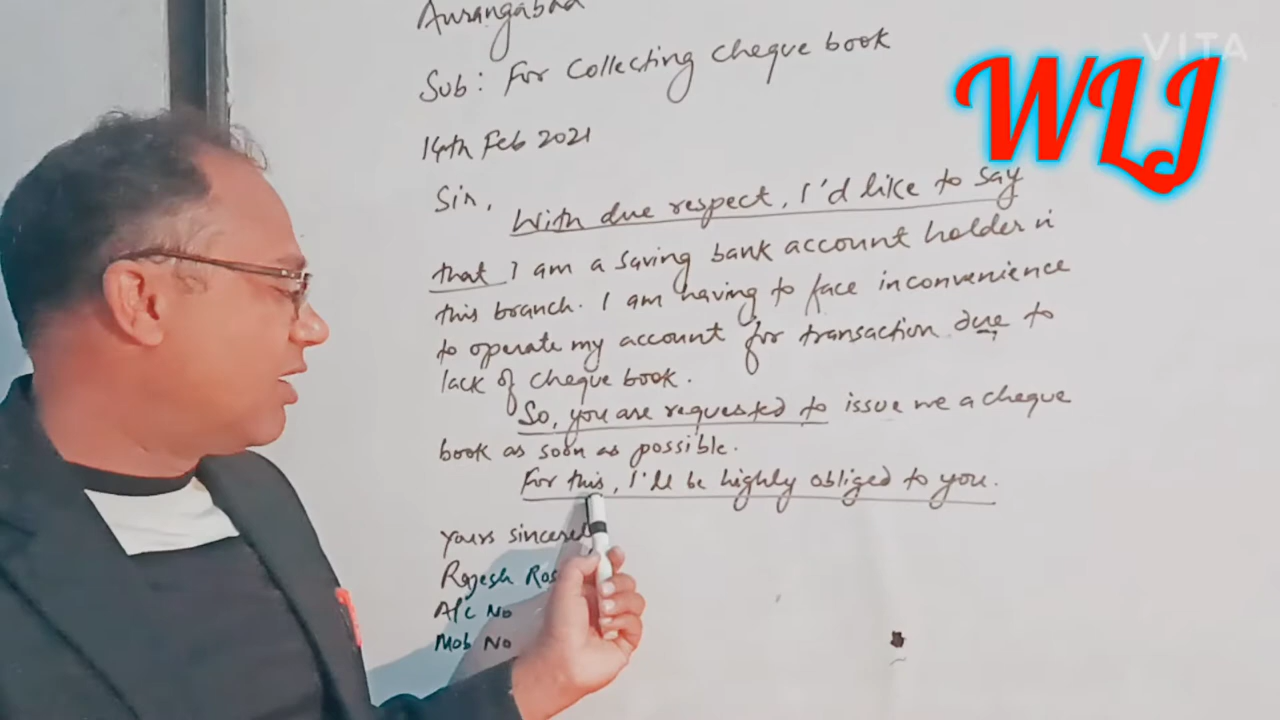 Aurangabad
VITA
Sub: For Collecting cheque book
WLJ
14th Feb 2021
Sir,
With due respect, I'd like to say
that I am a saving bank account holder in
this branch. I am having to face inconvenience
to operate my account for transaction due to
lack of cheque book.
So, you are requested to issue me a cheque
book as soon as possible.
For this, I'll be highly obliged to you.
Yours sincerel
Rajesh
A/c No
Mob No